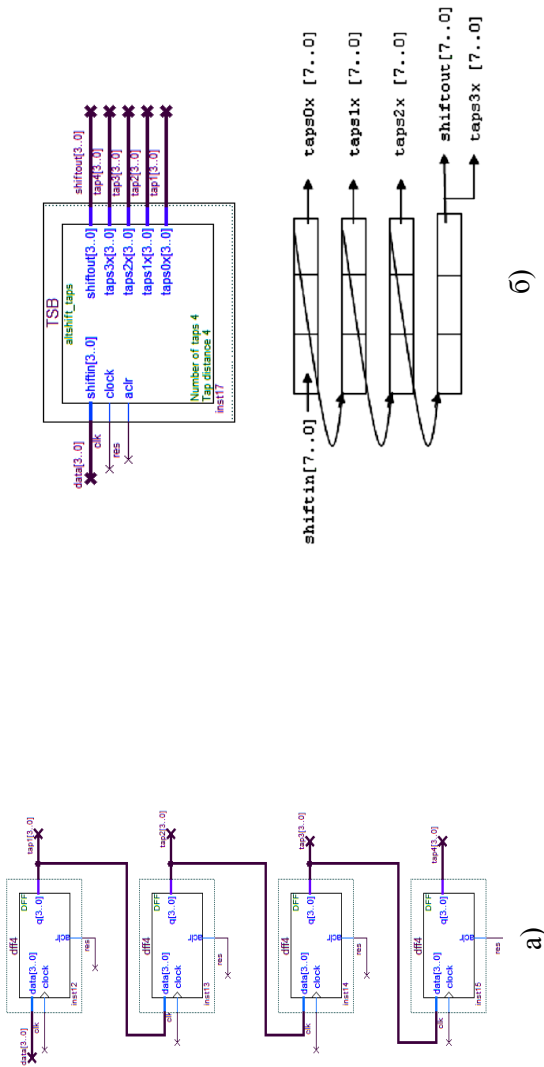 data[3..0]
clk
dff4
DFF
data[3..0]
q[3..0]
clock
aclr
inst12
res
tap1[3..0]
clk
dff4
DFF
data[3..0]
q[3..0]
clock
aclr
inst13
res
tap2[3..0]
clk
dff4
DFF
data[3..0]
q[3..0]
clock
aclr
inst14
res
tap3[3..0]
clk
dff4
DFF
data[3..0]
q[3..0]
clock
aclr
inst15
res
tap4[3..0]
а)
TSB
altshift_taps
data[3..0]
clk
res
shiftin[3..0]
clock
aclr
shiftout[3..0]
taps3x[3..0]
taps2x[3..0]
taps1x[3..0]
taps0x[3..0]
Number of taps 4
Tap distance 4
inst17
shiftout[3..0]
tap4[3..0]
tap3[3..0]
tap2[3..0]
tap1[3..0]
shiftin[7..0]
taps0x [7..0]
taps1x [7..0]
taps2x [7..0]
shiftout[7..0]
taps3x [7..0]
б)